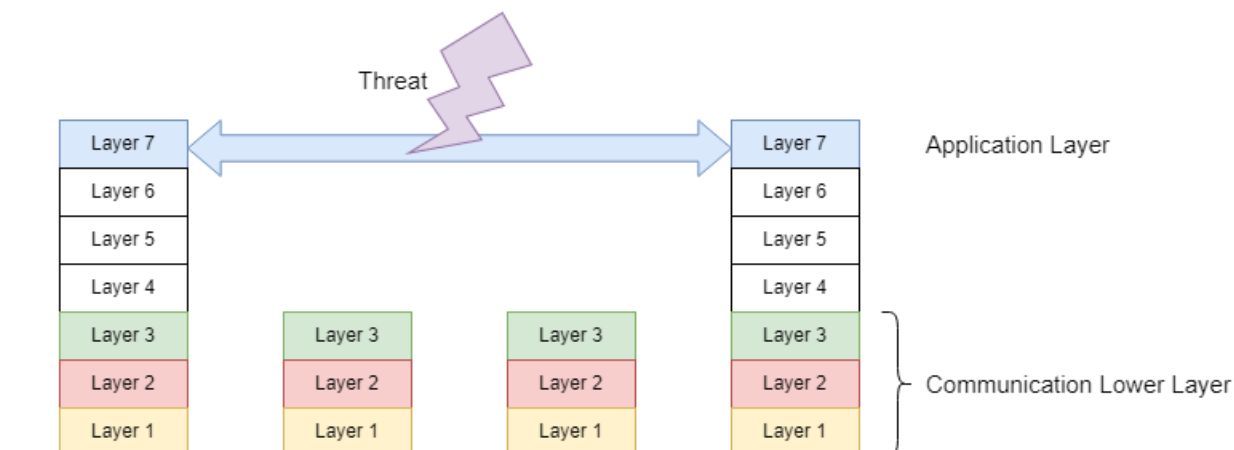 Threat
Layer 7 Layer 7 Application Layer
Layer 6 Layer 6
Layer 5 Layer 5
Layer 4 Layer 4
Layer 3 Layer 3 Layer 3 Layer 3
Layer 2 Layer 2 Layer 2 Layer 2 Communication Lower Layer
Layer 1 Layer 1 Layer 1 Layer 1